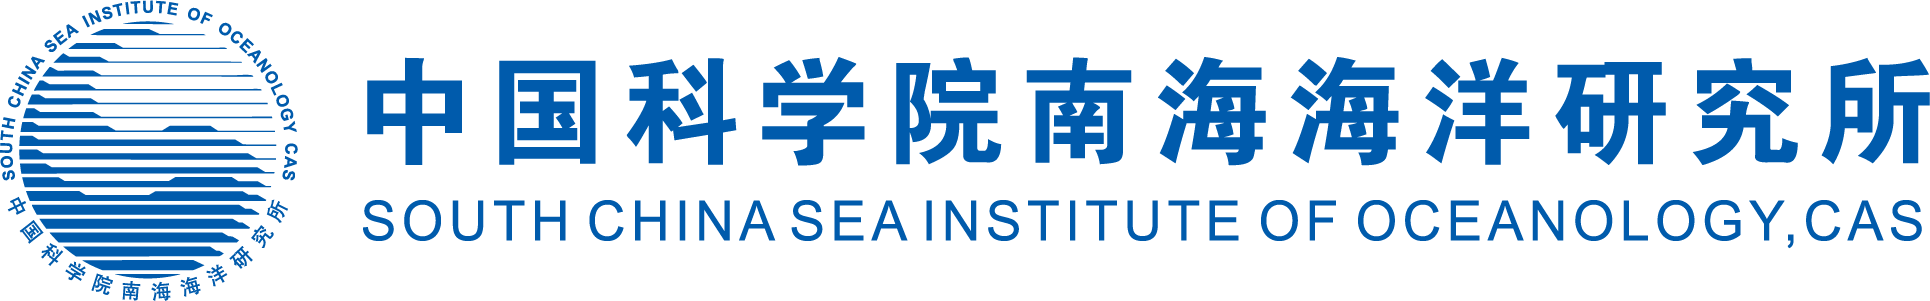 SOUTH CHINA SEA INSTITUTE OF OCEANOLOGY CAS
中国科学院南海海洋研究所
中国科学院南海海洋研究所
SOUTH CHINA SEA INSTITUTE OF OCEANOLOGY,CAS